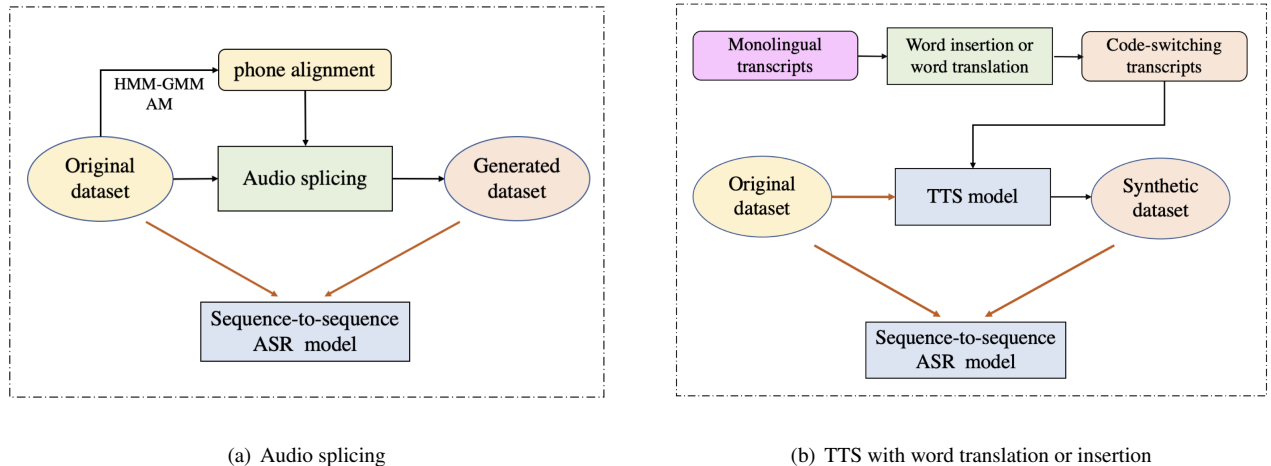 phone alignment
HMM-GMM
AM
Original
dataset
Audio splicing
Generated
dataset
Sequence-to-sequence
ASR model
(a) Audio splicing
Monolingual
transcripts
Word insertion or
word translation
Code-switching
transcripts
Original
dataset
TTS model
Synthetic
dataset
Sequence-to-sequence
ASR model
(b) TTS with word translation or insertion